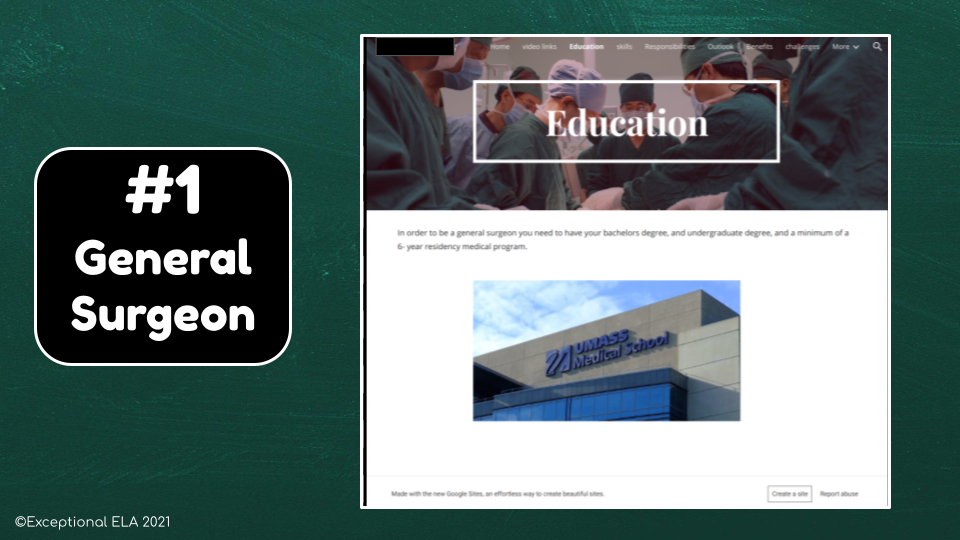 #1
General
Surgeon
Home video links Education skills Responsibilities Outlook Benefits challenges More
Education
In order to be a general surgeon you need to have your bachelors degree, and undergraduate degree, and a minimum of a
6- year residency medical program.
UMASS
Medical School
Made with the new Google Sites, an effortless way to create beautiful sites.
Create a site Report abuse
©Exceptional ELA 2021